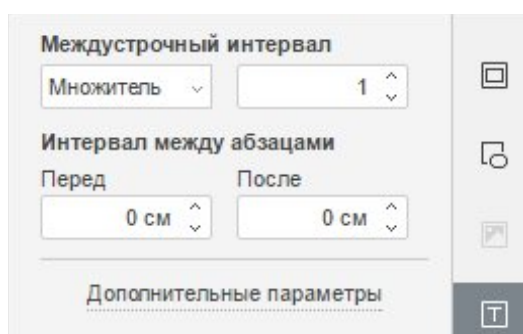 Междустрочный интервал
Множитель 1
Интервал между абзацами
Перед После
0 см 0 см
Дополнительные параметры